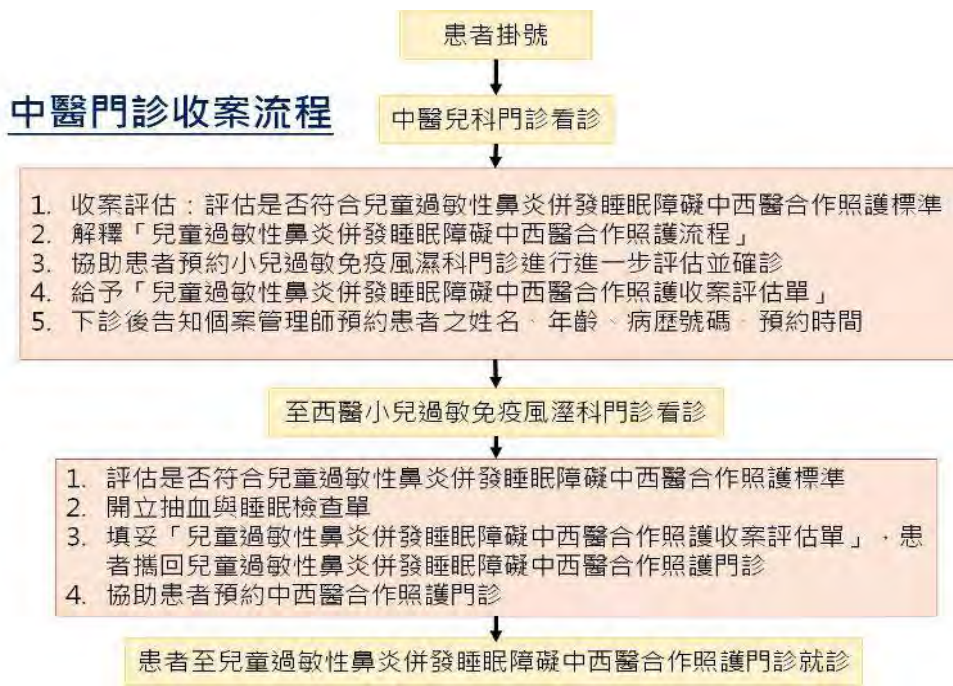 患者掛號
中醫門診收案流程
中醫兒科門診看診
1. 收案評估：評估是否符合兒童過敏性鼻炎併發睡眠障礙中西醫合作照護標準
2. 解釋「兒童過敏性鼻炎併發睡眠障礙中西醫合作照護流程」
3. 協助患者預約小兒過敏免疫風濕科門診進行進一步評估並確診
4. 給予「兒童過敏性鼻炎併發睡眠障礙中西醫合作照護收案評估單」
5. 下診後告知個案管理師預約患者之姓名、年齡、病歷號碼、預約時間
至西醫小兒過敏免疫風溼科門診看診
1. 評估是否符合兒童過敏性鼻炎併發睡眠障礙中西醫合作照護標準
2. 開立抽血與睡眠檢查單
3. 填妥「兒童過敏性鼻炎併發睡眠障礙中西醫合作照護收案評估單」，患
者攜回兒童過敏性鼻炎併發睡眠障礙中西醫合作照護門診
4. 協助患者預約中西醫合作照護門診
患者至兒童過敏性鼻炎併發睡眠障礙中西醫合作照護門診就診